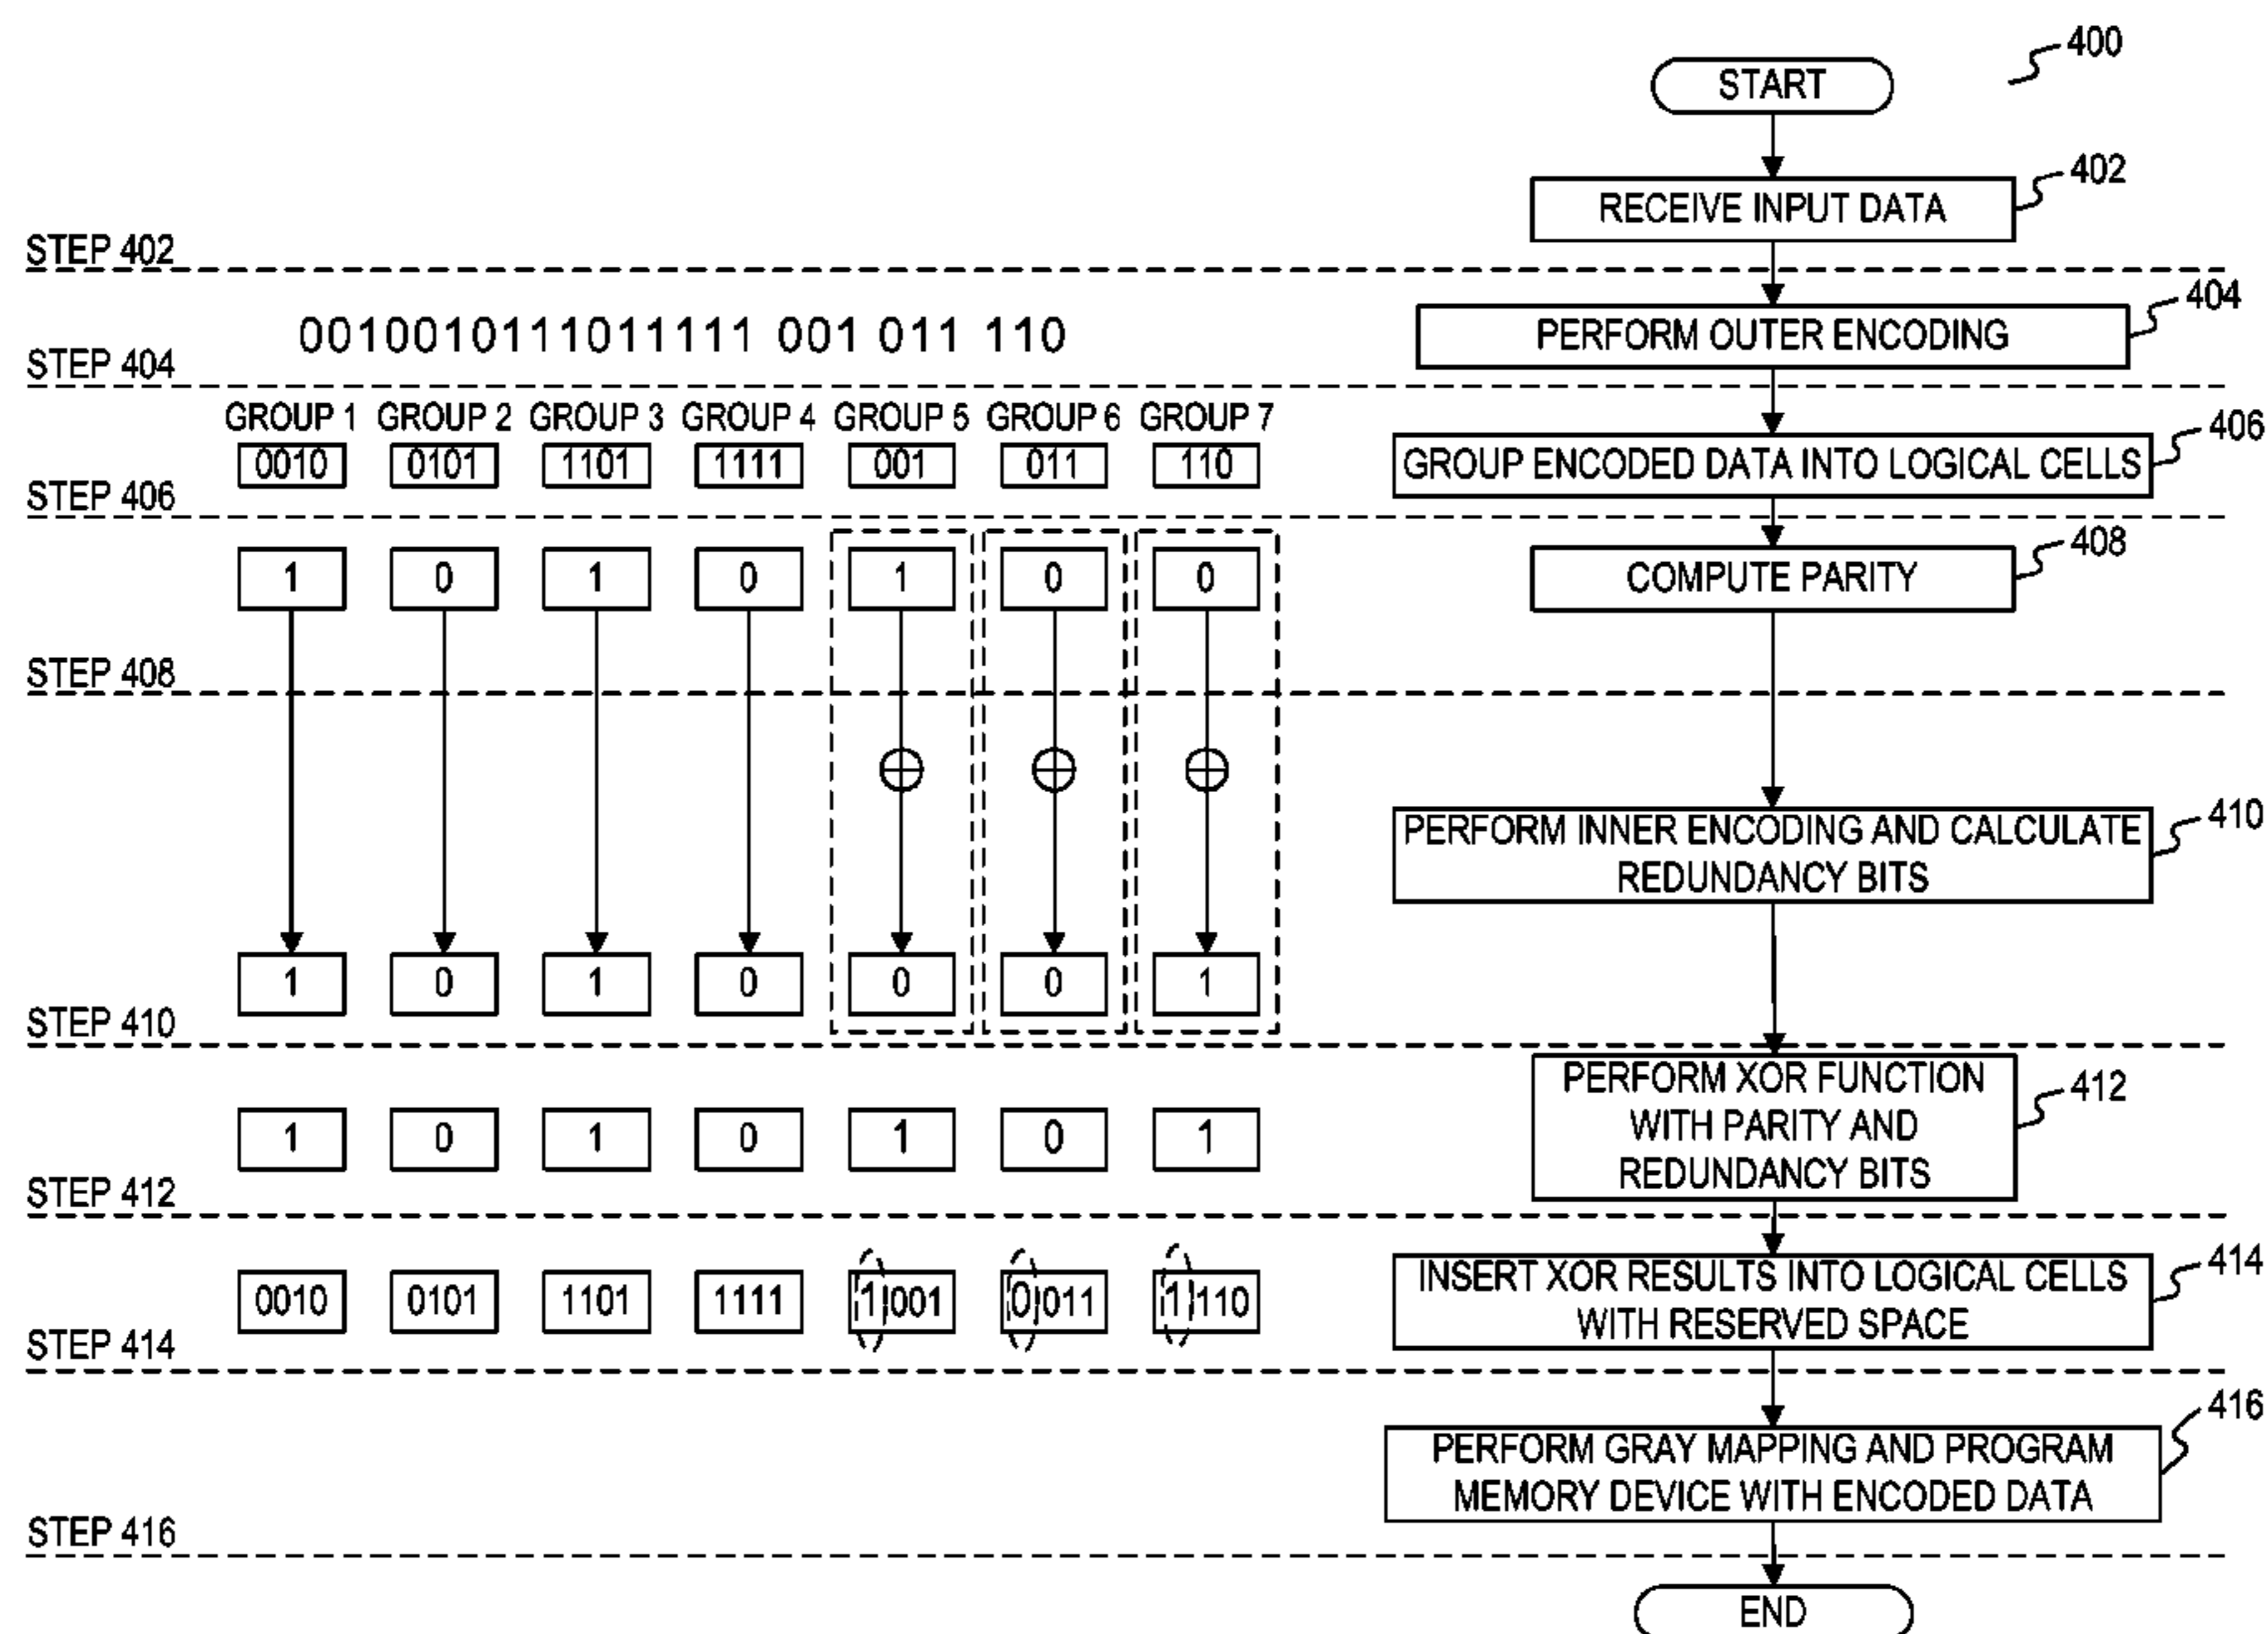 400
START
402
RECEIVE INPUT DATA
STEP 402
0010010111011111 001 011 110
404
PERFORM OUTER ENCODING
STEP 404
GROUP 1 GROUP 2 GROUP 3 GROUP 4 GROUP 5 GROUP 6 GROUP 7
0010 0101 1101 1111 001 011 110
406
GROUP ENCODED DATA INTO LOGICAL CELLS
STEP 406
1 0 1 0 1 0 0
408
COMPUTE PARITY
STEP 408
410
PERFORM INNER ENCODING AND CALCULATE
REDUNDANCY BITS
1 0 1 0 0 0 1
STEP 410
PERFORM XOR FUNCTION
WITH PARITY AND
REDUNDANCY BITS
412
1 0 1 0 1 0 1
STEP 412
0010 0101 1101 1111 1 001 0 011 1 110
INSERT XOR RESULTS INTO LOGICAL CELLS
WITH RESERVED SPACE
414
STEP 414
416
PERFORM GRAY MAPPING AND PROGRAM
MEMORY DEVICE WITH ENCODED DATA
STEP 416
END